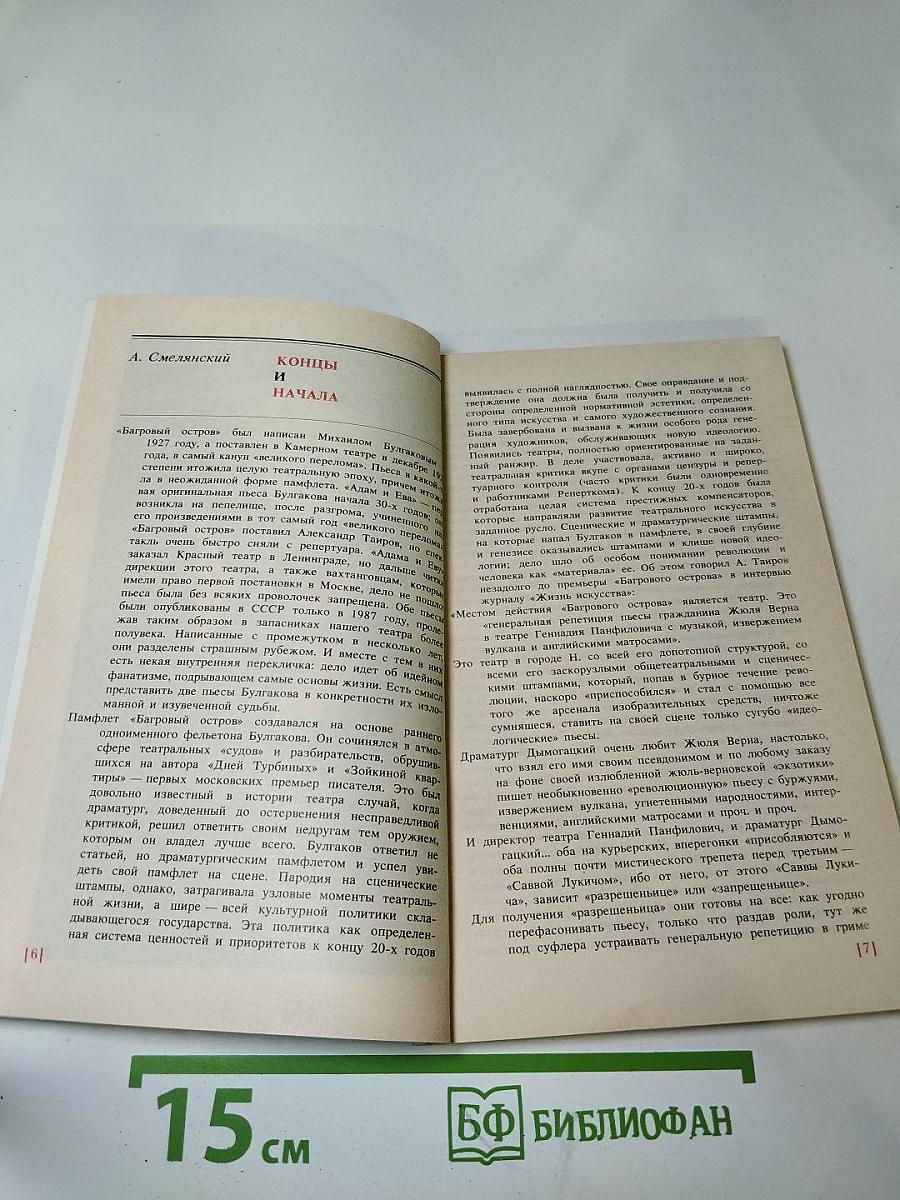 А. Смелянский
КОНЦЫ
И
НАЧАЛА
«Багровый остров» был написан Михаилом Булгаковым
1927 году, а поставлен в Камерном театре в декабре
года, в самый канун «великого перелома». Пьеса в какой-
степени итожила целую театральную эпоху, причем
ла в неожиданной форме памфлета. «Адам и Ева» —
вая оригинальная пьеса Булгакова начала 30-х годов;
возникла на пепелище, после разгрома, учиненного
его произведениями в тот самый год «великого перелома»
«Багровый остров» поставил Александр Таиров, но спек-
такль очень быстро сняли с репертуара. «Адама и Еву»
заказал Красный театр в Ленинграде, но дальше читки
дирекции этого театра, а также вахтанговцам, которые
имели право первой постановки в Москве, дело не пошло
пьеса была без всяких проволочек запрещена. Обе пьесы
были опубликованы в СССР только в 1987 году, проле-
жав таким образом в запасниках нашего театра более
полувека. Написанные с промежутком в несколько лет,
они разделены страшным рубежом. И вместе с тем в них
есть некая внутренняя перекличка: дело идет об идейном
фанатизме, подрывающем самые основы жизни. Есть смысл
представить две пьесы Булгакова в конкретности их изло-
манной и изувеченной судьбы.
Памфлет «Багровый остров» создавался на основе раннего
одноименного фельетона Булгакова. Он сочинялся в атмо-
сфере театральных «судов» и разбирательств, обрушив-
шихся на автора «Дней Турбиных» и «Зойкиной квар-
тиры» — первых московских премьер писателя. Это был
довольно известный в истории театра случай, когда
драматург, доведенный до остервенения несправедливой
критикой, решил ответить своим недругам тем оружием,
которым он владел лучше всего. Булгаков ответил не
статьей, но драматургическим памфлетом и успел уви-
деть свой памфлет на сцене. Пародия на сценические
штампы, однако, затрагивала узловые моменты театраль-
ной жизни, а шире — всей культурной политики скла-
дывающегося государства. Эта политика как определен-
ная система ценностей и приоритетов к концу 20-х годов
[6]
выявилась с полной наглядностью. Свое оправдание и под-
тверждение она должна была получить и получила со
стороны определенной нормативной эстетики, определен-
ного типа искусства и самого художественного сознания.
Была завербована и вызвана к жизни особого рода гене-
рация художников, обслуживающих новую идеологию.
Появились театры, полностью ориентированные на задан-
ный ранжир. В деле участвовала, активно и широко,
театральная критика вкупе с органами цензуры и репер-
туарного контроля (часто критики были одновременно
и работниками Реперткома). К концу 20-х годов была
отработана целая система престижных компенсаторов,
которые направляли развитие театрального искусства в
заданное русло. Сценические и драматургические штампы,
на которые напал Булгаков в памфлете, в своей глубине
и генезисе оказывались штампами и клише новой идео-
логии; дело шло об особом понимании революции и
человека как «материала» ее. Об этом говорил А. Таиров
незадолго до премьеры «Багрового острова» в интервью
журналу «Жизнь искусства»:
«Местом действия «Багрового острова» является театр. Это
«генеральная репетиция пьесы гражданина Жюля Верна
в театре Геннадия Панфиловича с музыкой, извержением
вулкана и английскими матросами».
Это театр в городе Н. со всей его допотопной структурой, со
всеми его заскорузлыми общетеатральными и сценичес-
кими штампами, который, попав в бурное течение рево-
люции, наскоро «приспособился» и стал с помощью все
того же арсенала изобразительных средств, ничтоже
сумняшеся, ставить на своей сцене только сугубо «идео-
логические» пьесы.
Драматург Дымогацкий очень любит Жюля Верна, настолько,
что взял его имя своим псевдонимом и по любому заказу
на фоне своей излюбленной жюль-верновской «экзотики»
пишет необыкновенно «революционную» пьесу с буржуями,
извержением вулкана, угнетенными народностями, интер-
венциями, английскими матросами и проч. и проч.
И директор театра Геннадий Панфилович, и драматург Дымо-
гацкий... оба на курьерских, вперегонки «присобляются» и
оба полны почти мистического трепета перед третьим —
«Саввой Лукичом», ибо от него, от этого «Саввы Луки-
ча», зависит «разрешеньице» или «запрещеньице».
Для получения «разрешеньица» они готовы на все: как угодно
перефасонивать пьесу, только что раздав роли, тут же
под суфлера устраивать генеральную репетицию в гриме
[7]
15 см
БФ БИБЛИОФАН